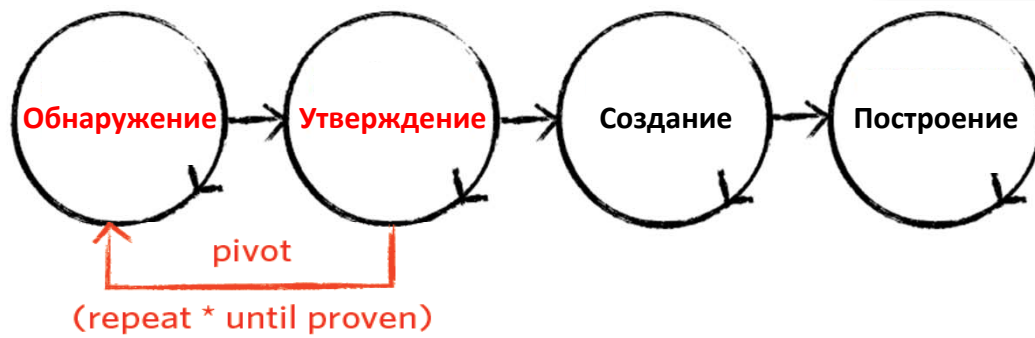 Обнаружение
Утверждение
Создание
Построение
pivot
(repeat * until proven)